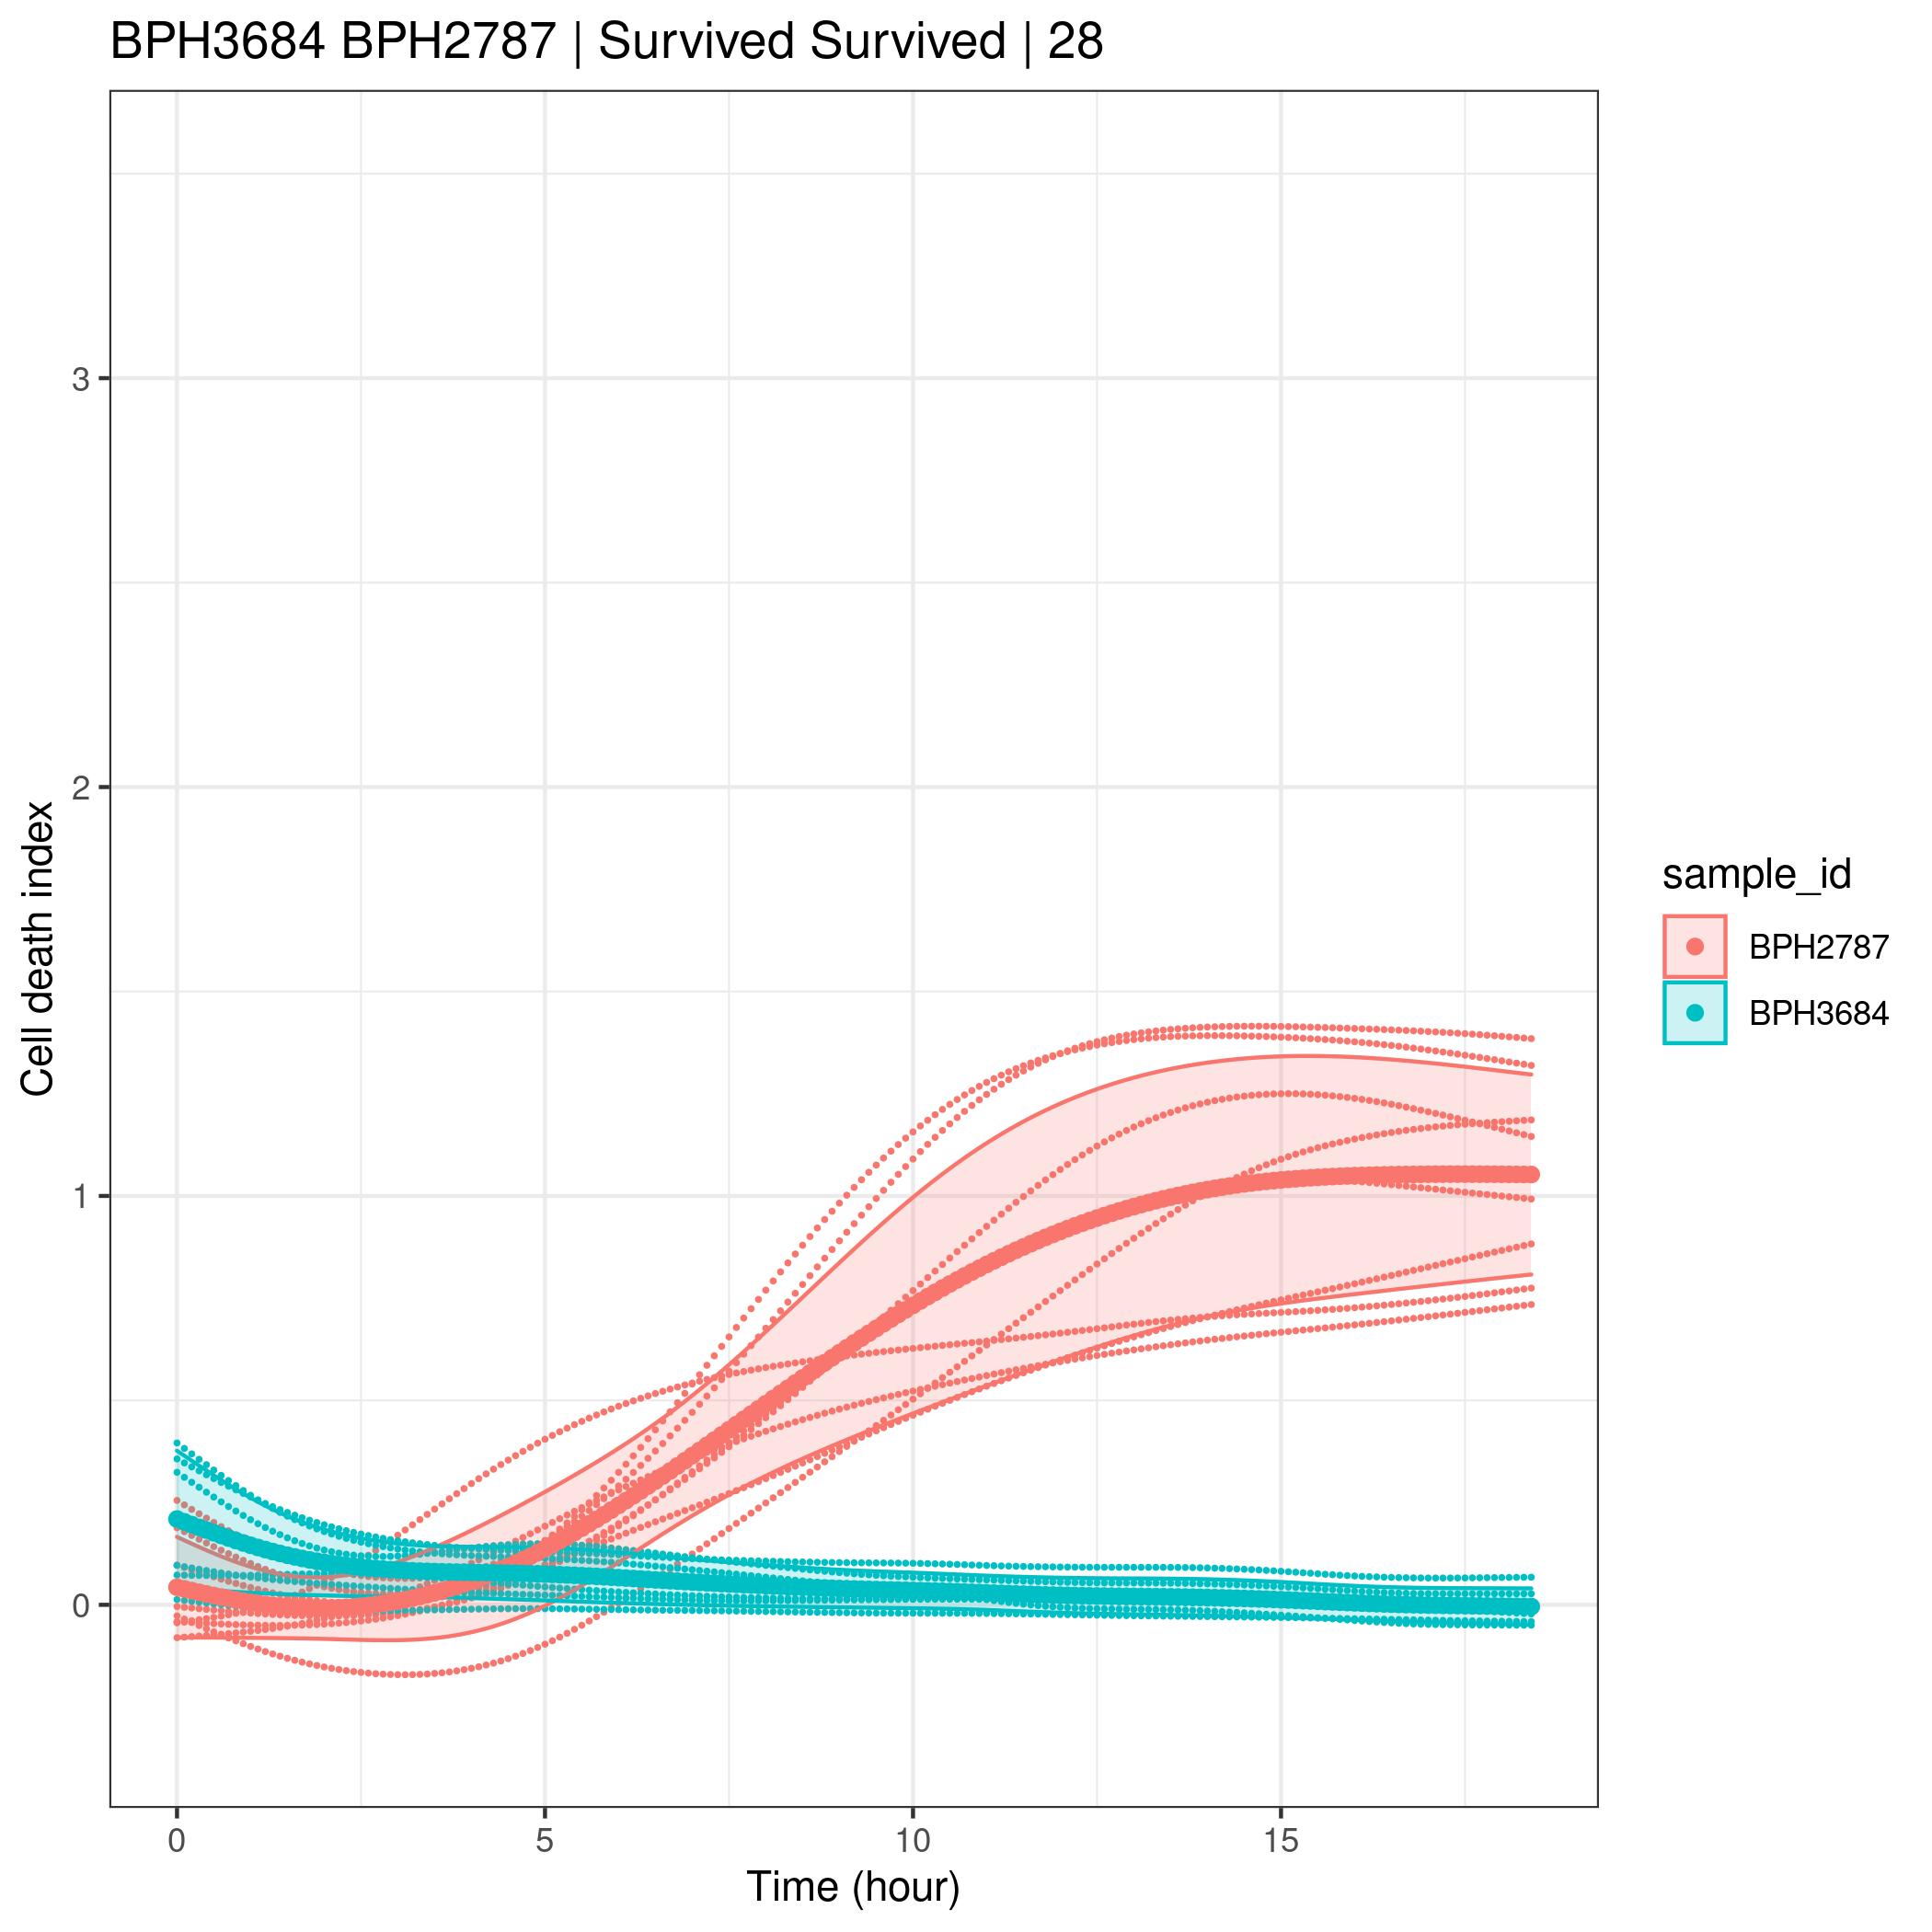 BPH3684 BPH2787 | Survived Survived | 28
Cell death index
3
2
1
0
0 5 10 15
Time (hour)
sample_id
BPH2787
BPH3684